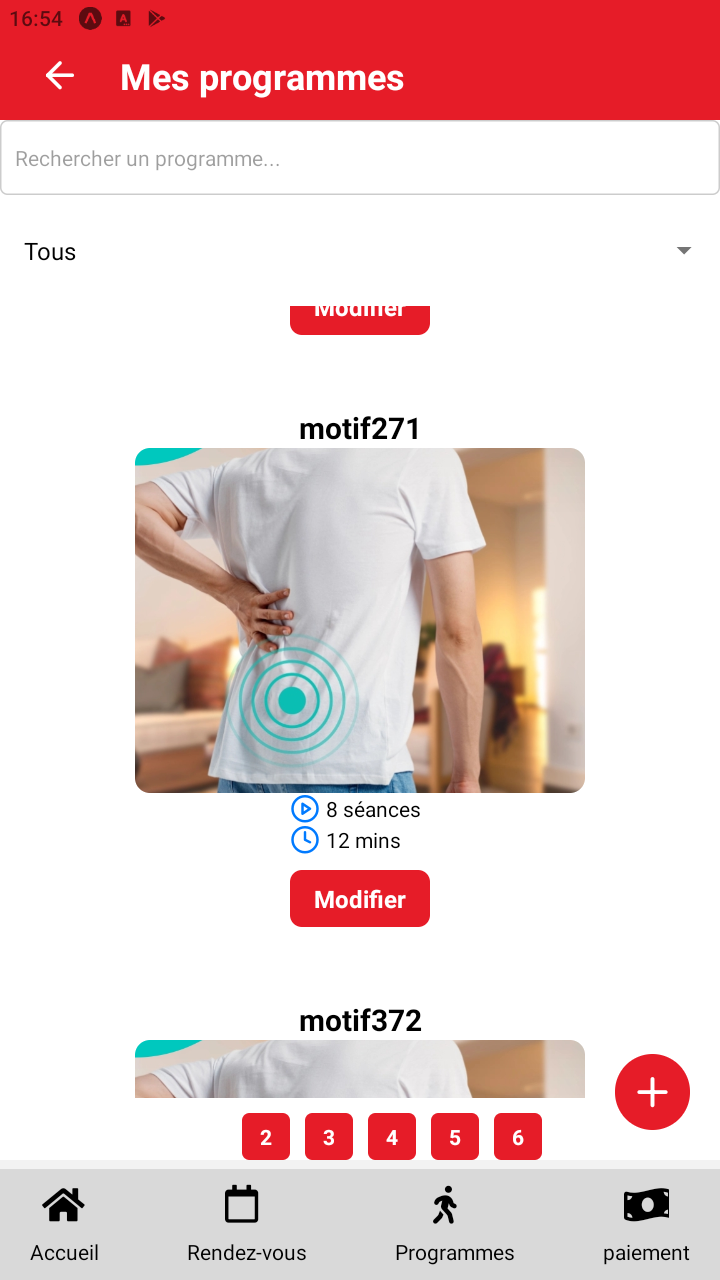 16:54
Mes programmes
Rechercher un programme...
Tous
Modifier
motif271
8 séances
12 mins
Modifier
motif372
2 3 4 5 6
Accueil Rendez-vous Programmes paiement